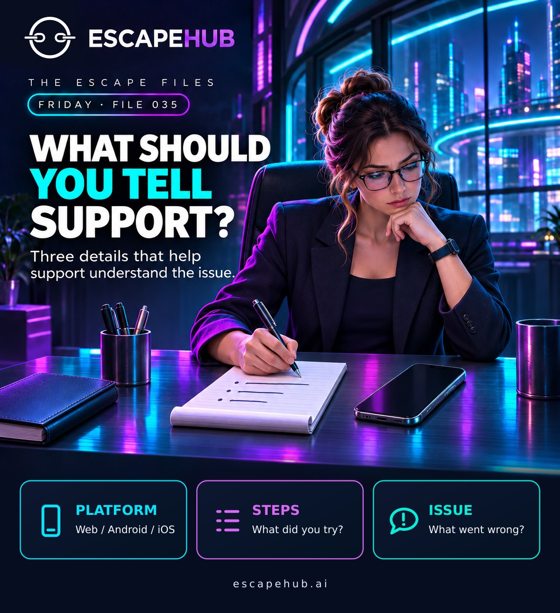 ESCAPEHUB
THE ESCAPE FILES
FRIDAY · FILE 035
WHAT SHOULD
YOU TELL
SUPPORT?
Three details that help
support understand the issue.
PLATFORM
Web / Android / iOS
STEPS
What did you try?
ISSUE
What went wrong?
escapehub.ai